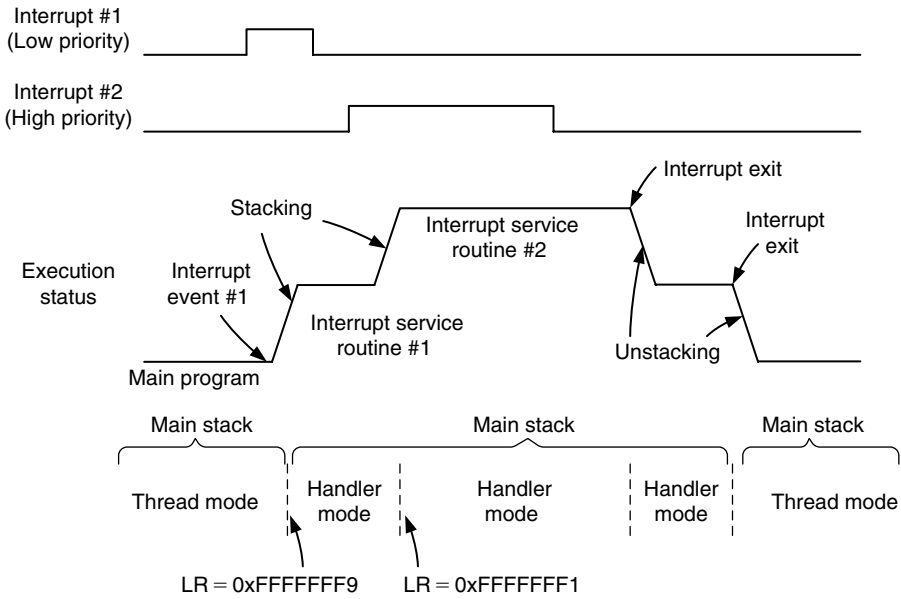 Interrupt #1
(Low priority)
Interrupt #2
(High priority)
Interrupt exit
Stacking
Interrupt service
routine #2
Interrupt
exit
Execution
status
Interrupt
event #1
Interrupt service
routine #1
Unstacking
Main program
Main stack
Main stack
Main stack
Thread mode
Handler
mode
Handler
mode
Handler
mode
Thread mode
LR = 0xFFFFFFF9
LR = 0xFFFFFFF1